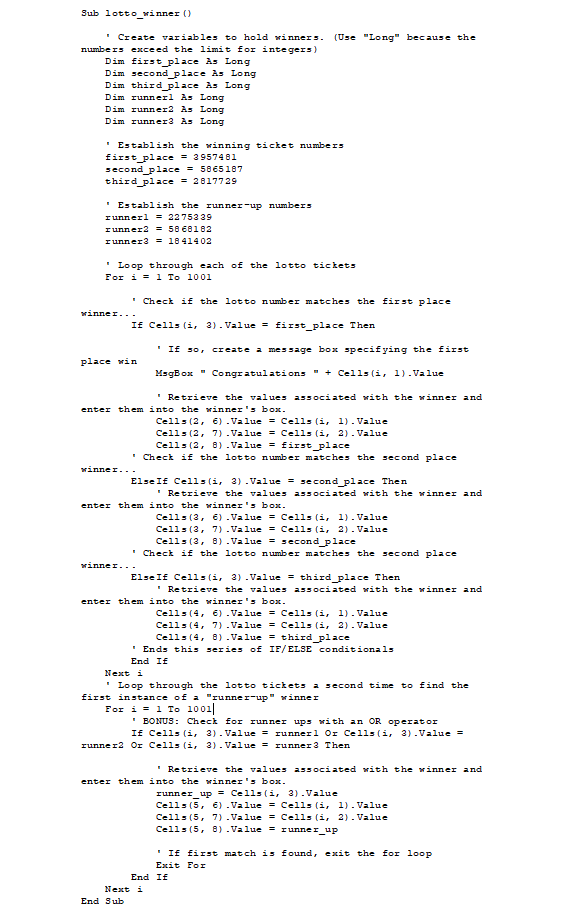 Sub lotto_winner()
' Create variables to hold winners. (Use "Long" because the
numbers exceed the limit for integers)
Dim first_place As Long
Dim second_place As Long
Dim third_place As Long
Dim runner1 As Long
Dim runner2 As Long
Dim runner3 As Long
' Establish the winning ticket numbers
first_place = 3957481
second_place = 5865187
third_place = 2817729
' Establish the runner-up numbers
runner1 = 2275339
runner2 = 5868182
runner3 = 1841402
' Loop through each of the lotto tickets
For i = 1 To 1001
' Check if the lotto number matches the first place
winner...
If Cells(i, 3).Value = first_place Then
' If so, create a message box specifying the first
place win
MsgBox " Congratulations " + Cells(i, 1).Value
' Retrieve the values associated with the winner and
enter them into the winner's box.
Cells(2, 6).Value = Cells(i, 1).Value
Cells(2, 7).Value = Cells(i, 2).Value
Cells(2, 8).Value = first_place
' Check if the lotto number matches the second place
winner...
ElseIf Cells(i, 3).Value = second_place Then
' Retrieve the values associated with the winner and
enter them into the winner's box.
Cells(3, 6).Value = Cells(i, 1).Value
Cells(3, 7).Value = Cells(i, 2).Value
Cells(3, 8).Value = second_place
' Check if the lotto number matches the second place
winner...
ElseIf Cells(i, 3).Value = third_place Then
' Retrieve the values associated with the winner and
enter them into the winner's box.
Cells(4, 6).Value = Cells(i, 1).Value
Cells(4, 7).Value = Cells(i, 2).Value
Cells(4, 8).Value = third_place
' Ends this series of IF/ELSE conditionals
End If
Next i
' Loop through the lotto tickets a second time to find the
first instance of a "runner-up" winner
For i = 1 To 1001
' BONUS: Check for runner ups with an OR operator
If Cells(i, 3).Value = runner1 Or Cells(i, 3).Value =
runner2 Or Cells(i, 3).Value = runner3 Then
' Retrieve the values associated with the winner and
enter them into the winner's box.
runner_up = Cells(i, 3).Value
Cells(5, 6).Value = Cells(i, 1).Value
Cells(5, 7).Value = Cells(i, 2).Value
Cells(5, 8).Value = runner_up
' If first match is found, exit the for loop
Exit For
End If
Next i
End Sub